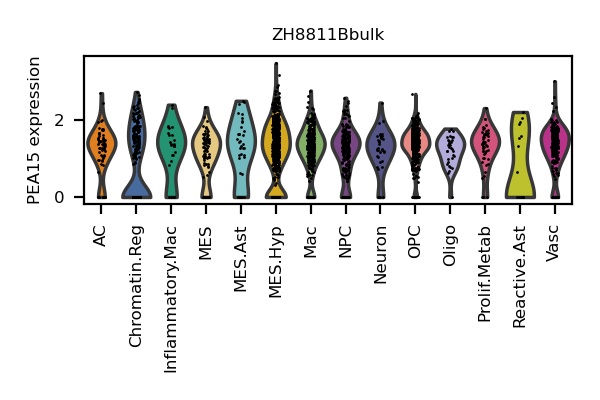 ZH8811Bbulk
PEA15 expression
2
0
AC
Chromatin.Reg
Inflammatory.Mac
MES
MES.Ast
MES.Hyp
Mac
NPC
Neuron
OPC
Oligo
Prolif.Metab
Reactive.Ast
Vasc